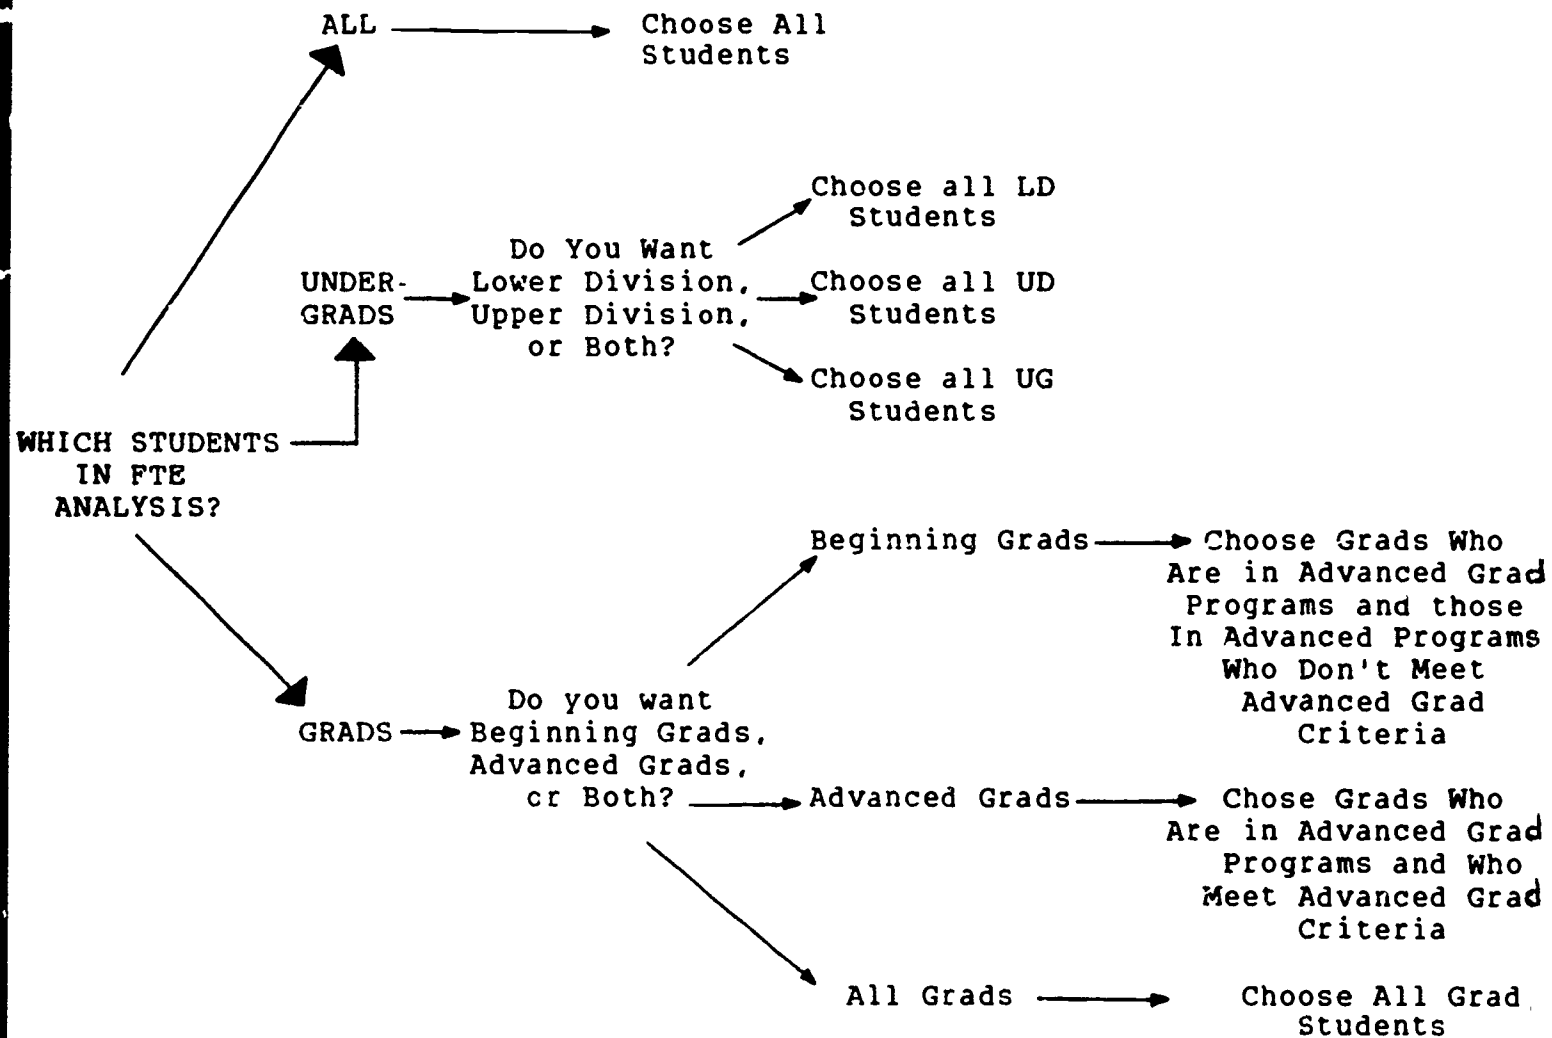 ALL
Choose All
Students
Choose all LD
Students
UNDER-
GRADS
Do You Want
Lower Division,
Upper Division,
or Both?
Choose all UD
Students
Choose all UG
Students
WHICH STUDENTS
IN FTE
ANALYSIS?
GRADS
Do you want
Beginning Grads,
Advanced Grads,
or Both?
Beginning Grads
Choose Grads Who
Are in Advanced Grad
Programs and those
In Advanced Programs
Who Don't Meet
Advanced Grad
Criteria
Advanced Grads
Chose Grads Who
Are in Advanced Grad
Programs and Who
Meet Advanced Grad
Criteria
All Grads
Choose All Grad
Students